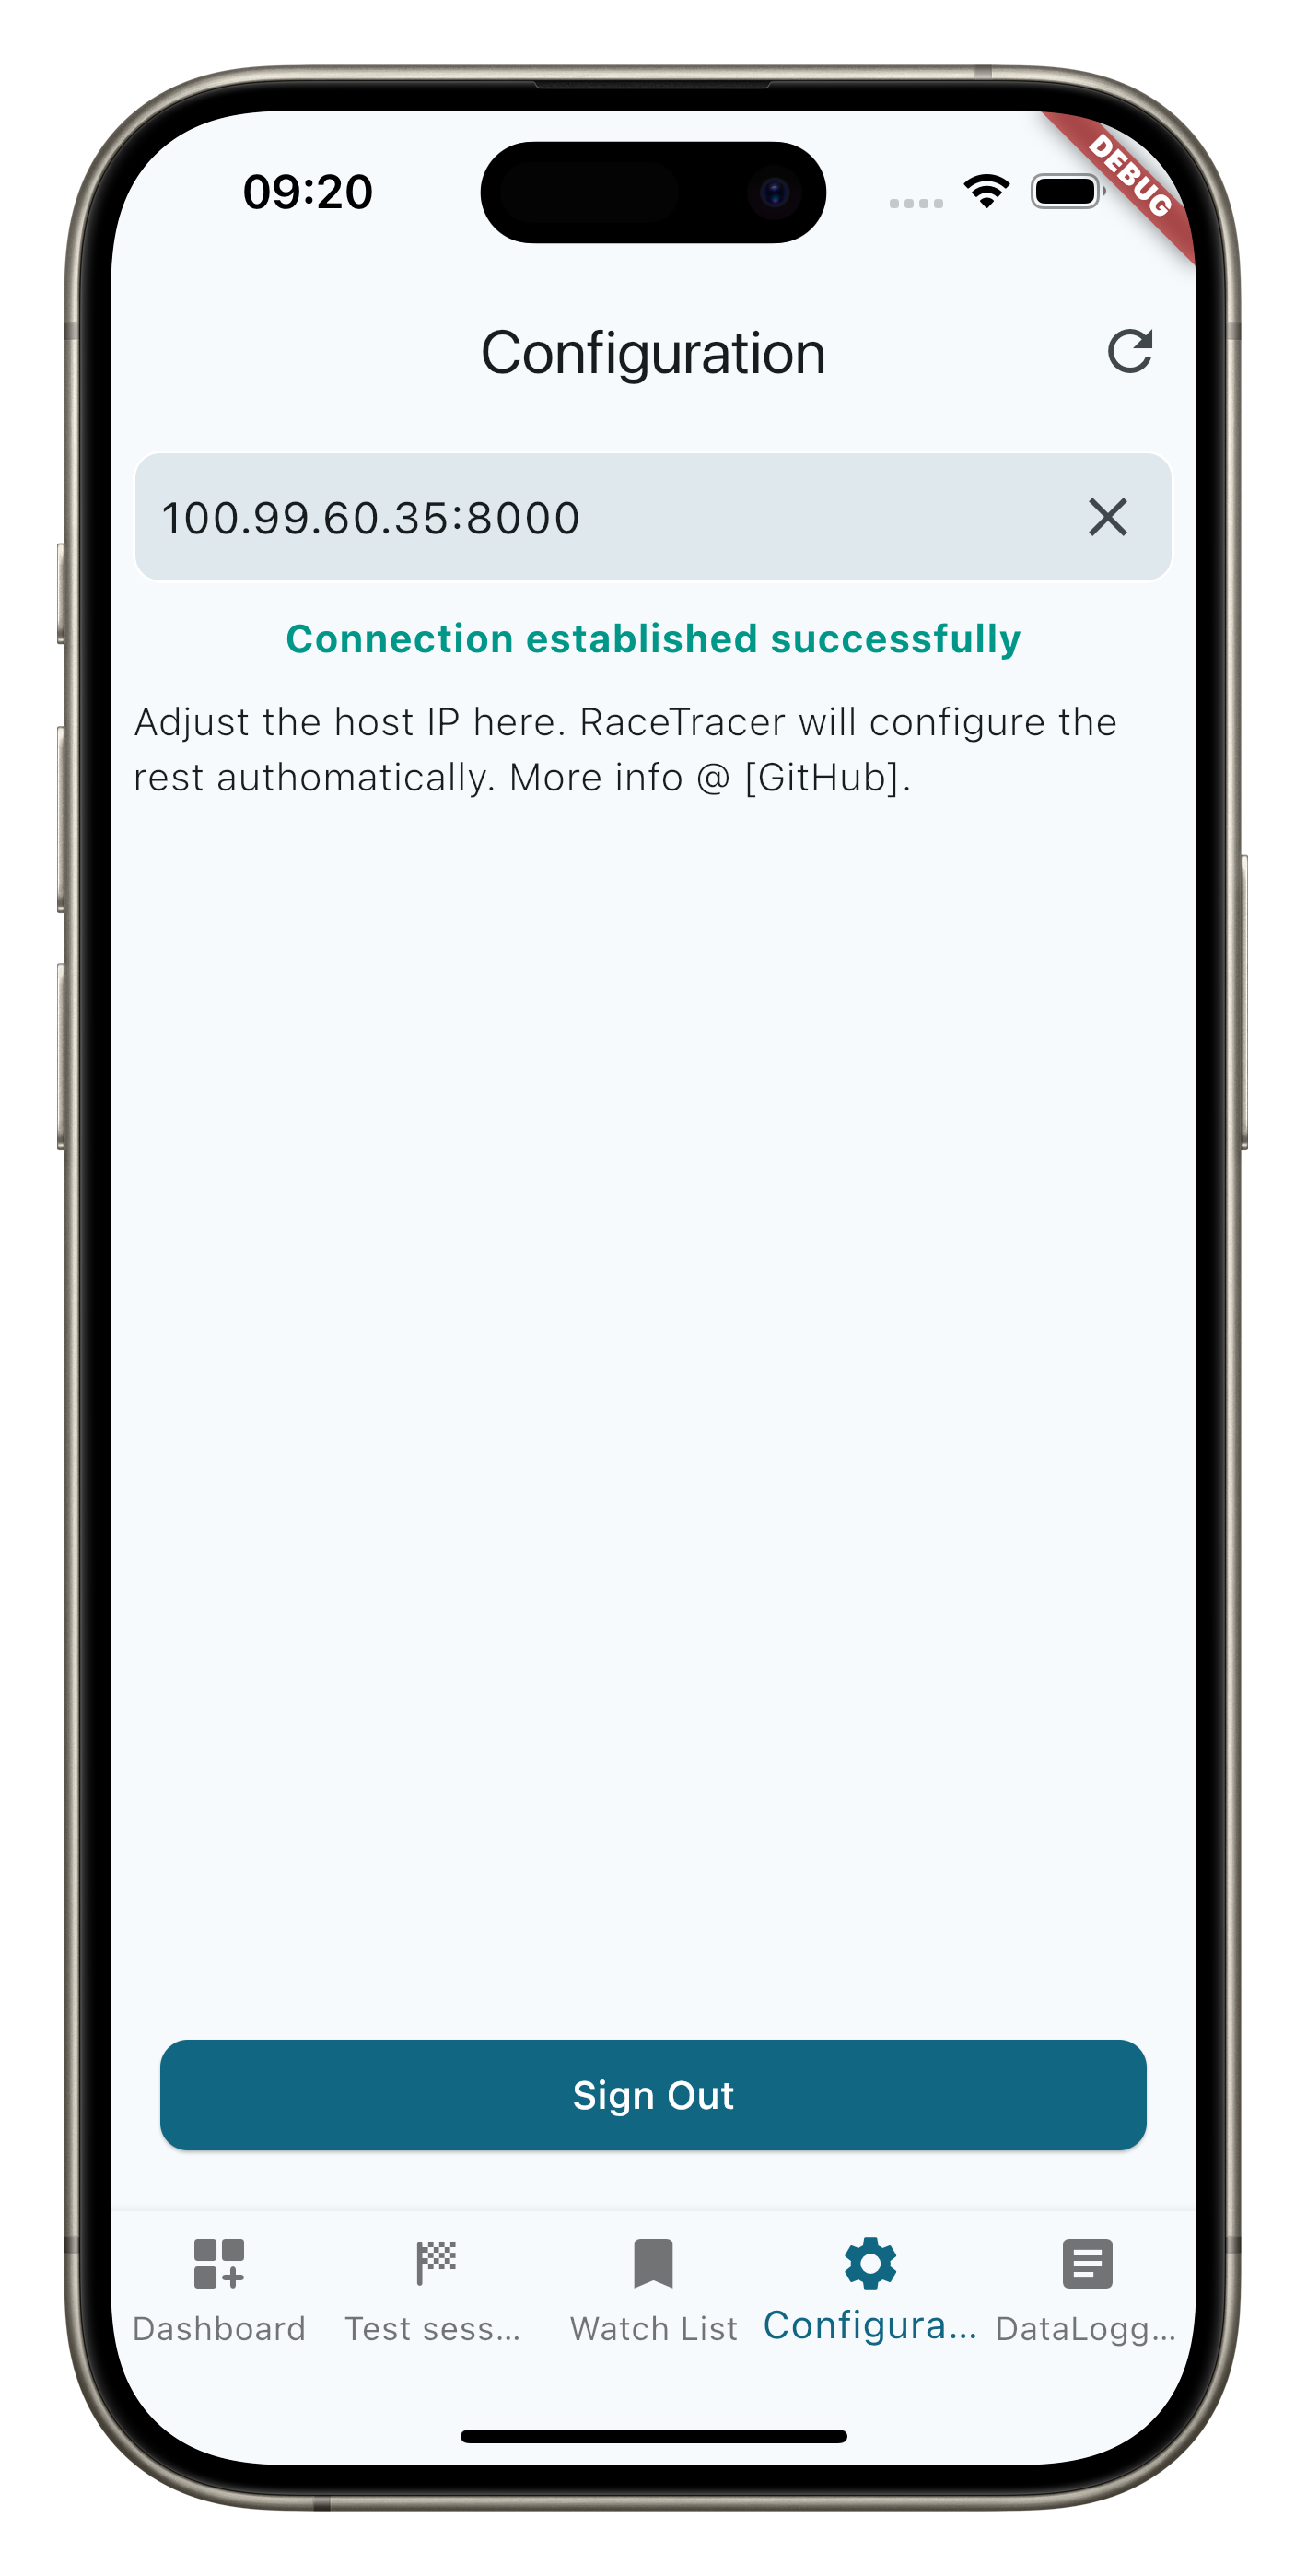 09:20
DEBUG
Configuration
100.99.60.35:8000
Connection established successfully
Adjust the host IP here. RaceTracer will configure the
rest authomatically. More info @ [GitHub].
Sign Out
Dashboard
Test sess...
Watch List
Configura...
DataLogg...